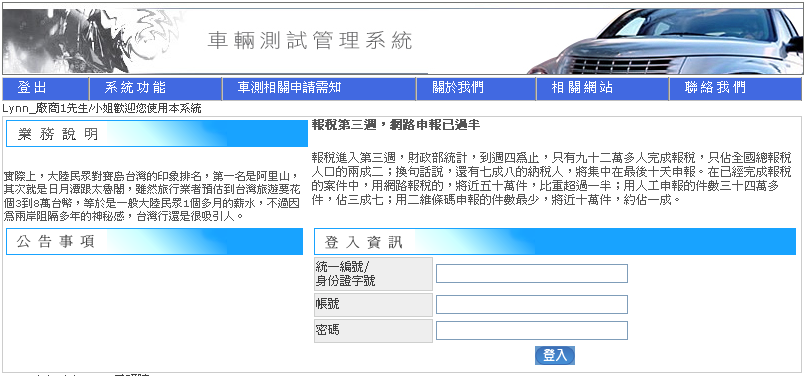 車輛測試管理系統
登出 系統功能 車測相關申請需知 關於我們 相關網站 聯絡我們
Lynn_廠商1先生/小姐歡迎您使用本系統
業務說明
實際上，大陸民眾對寶島台灣的印象排名，第一名是阿里山，
其次就是日月潭跟太魯閣，雖然旅行業者預估到台灣旅遊要花
個3到8萬台幣，等於是一般大陸民眾1個多月的薪水，不過因
為兩岸阻隔多年的神秘感，台灣行還是很吸引人。
報稅第三週，網路申報已過半
報稅進入第三週，財政部統計，到週四為止，只有九十二萬多人完成報稅，只佔全國總報稅
人口的兩成二；換句話說，還有七成八的納稅人，將集中在最後十天申報。在已經完成報稅
的案件中，用網路報稅的，將近五十萬件，比重超過一半；用人工申報的件數三十四萬多
件，佔三成七；用二維條碼申報的件數最少，將近十萬件，約佔一成。
公告事項
登入資訊
統一編號/
身份證字號
帳號
密碼
登入